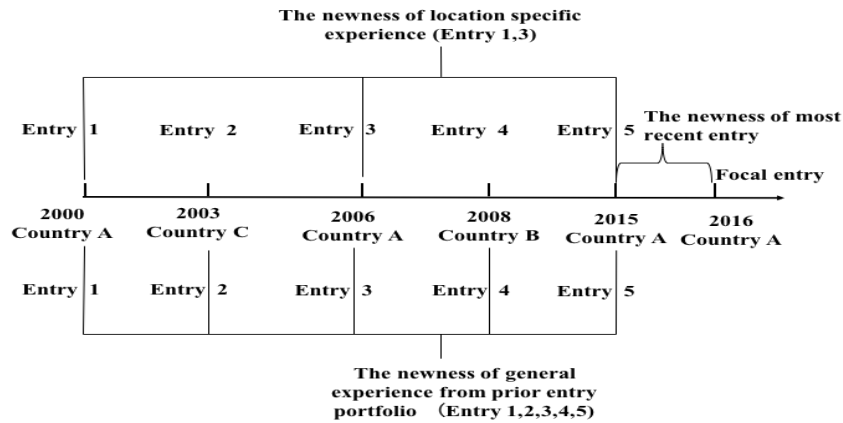 The newness of location specific
experience (Entry 1,3)
Entry 1
Entry 2
Entry 3
Entry 4
Entry 5
The newness of most
recent entry
Focal entry
2000
Country A
2003
Country C
2006
Country A
2008
Country B
2015
Country A
2016
Country A
Entry 1
Entry 2
Entry 3
Entry 4
Entry 5
The newness of general
experience from prior entry
portfolio （Entry 1,2,3,4,5)